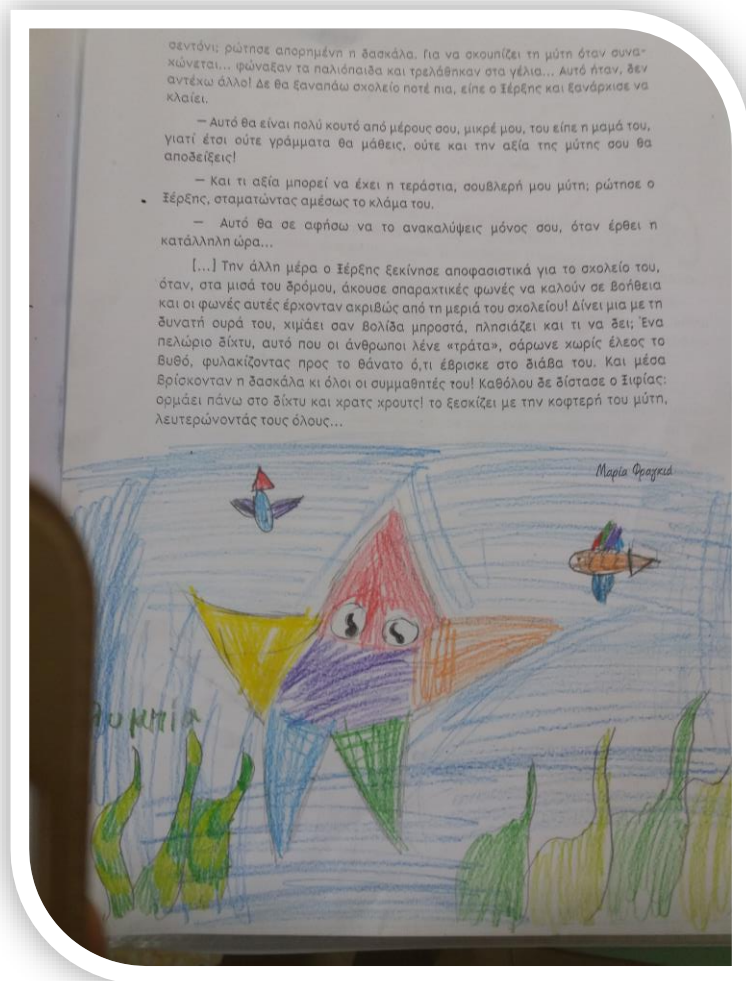 σεντόνι; ρώτησε απορημένη η δασκάλα. Για να σκουπίζει τη μύτη όταν συνα-
χώνεται... φώναξαν τα παλιόπαιδα και τρελάθηκαν στα γέλια... Αυτό ήταν, δεν
αντέχω άλλο! Δε θα ξαναπάω σχολείο ποτέ πια, είπε ο Ξέρξης και ξανάρχισε να
κλαίει.
— Αυτό θα είναι πολύ κουτό από μέρους σου, μικρέ μου, του είπε η μαμά του,
γιατί έτσι ούτε γράμματα θα μάθεις, ούτε και την αξία της μύτης σου θα
αποδείξεις!
— Και τι αξία μπορεί να έχει η τεράστια, σουβλερή μου μύτη; ρώτησε ο
Ξέρξης, σταματώντας αμέσως το κλάμα του.
— Αυτό θα σε αφήσω να το ανακαλύψεις μόνος σου, όταν έρθει η
κατάλληλη ώρα...
[...] Την άλλη μέρα ο Ξέρξης ξεκίνησε αποφασιστικά για το σχολείο του,
όταν, στα μισά του δρόμου, άκουσε σπαραχτικές φωνές να καλούν σε βοήθεια
και οι φωνές αυτές έρχονταν ακριβώς από τη μεριά του σχολείου! Δίνει μια με τη
δυνατή ουρά του, χιμάει σαν βολίδα μπροστά, πλησιάζει και τι να δει; Ένα
πελώριο δίχτυ, αυτό που οι άνθρωποι λένε «τράτα», σάρωνε χωρίς έλεος το
βυθό, φυλακίζοντας προς το θάνατο ό,τι έβρισκε στο διάβα του. Και μέσα
βρίσκονταν η δασκάλα κι όλοι οι συμμαθητές του! Καθόλου δε δίστασε ο Ξιφίας:
ορμάει πάνω στο δίχτυ και χρατς χρουτς! το ξεσκίζει με την κοφτερή του μύτη,
λευτερώνοντάς τους όλους...
Μαρία Φραγκιά
λυμπία